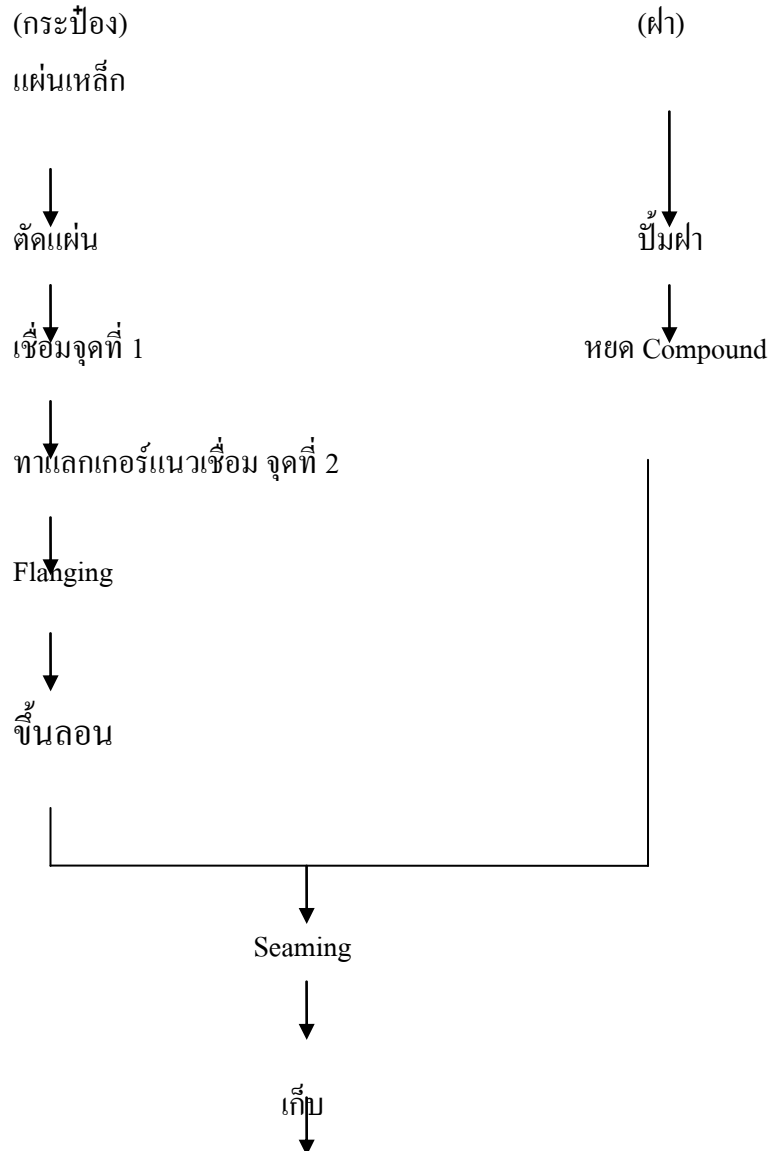 (กระป๋อง) (ฝา)
แผ่นเหล็ก
ตัดแผ่น ปั้มฝา
เชื่อมจุดที่ 1 หยด Compound
ทาแลกเกอร์แนวเชื่อม จุดที่ 2
Flanging
ขึ้นลอน
Seaming
เก็บ